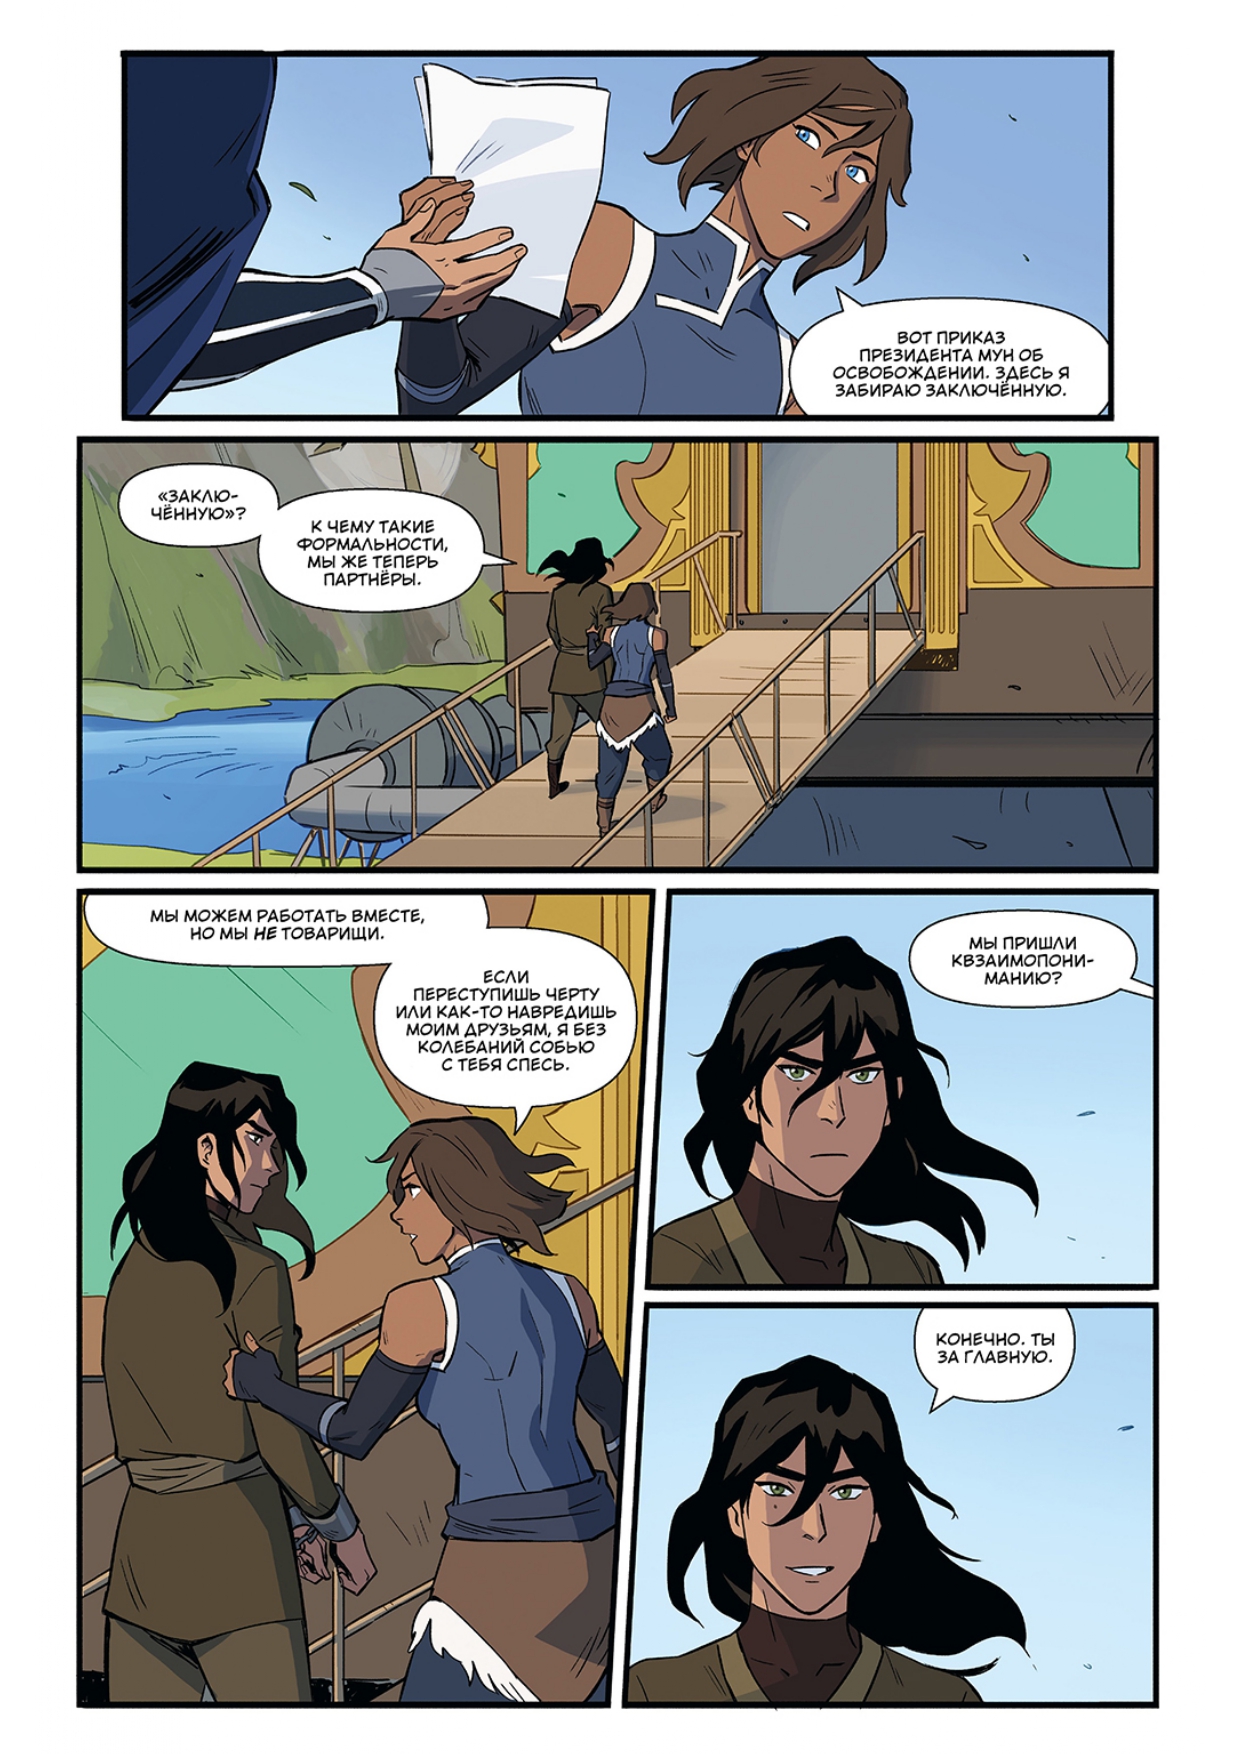 ВОТ ПРИКАЗ
ПРЕЗИДЕНТА МУН ОБ
ОСВОБОЖДЕНИИ. ЗДЕСЬ Я
ЗАБИРАЮ ЗАКЛЮЧЁННУЮ.
«ЗАКЛЮ-
ЧЁННУЮ»?
К ЧЕМУ ТАКИЕ
ФОРМАЛЬНОСТИ,
МЫ ЖЕ ТЕПЕРЬ
ПАРТНЁРЫ.
МЫ МОЖЕМ РАБОТАТЬ ВМЕСТЕ,
НО МЫ НЕ ТОВАРИЩИ.
ЕСЛИ
ПЕРЕСТУПИШЬ ЧЕРТУ
ИЛИ КАК-ТО НАВРЕДИШЬ
МОИМ ДРУЗЬЯМ, Я БЕЗ
КОЛЕБАНИЙ СОБЬЮ
С ТЕБЯ СПЕСЬ.
МЫ ПРИШЛИ
КВЗАИМОПОНИ-
МАНИЮ?
КОНЕЧНО. ТЫ
ЗА ГЛАВНУЮ.